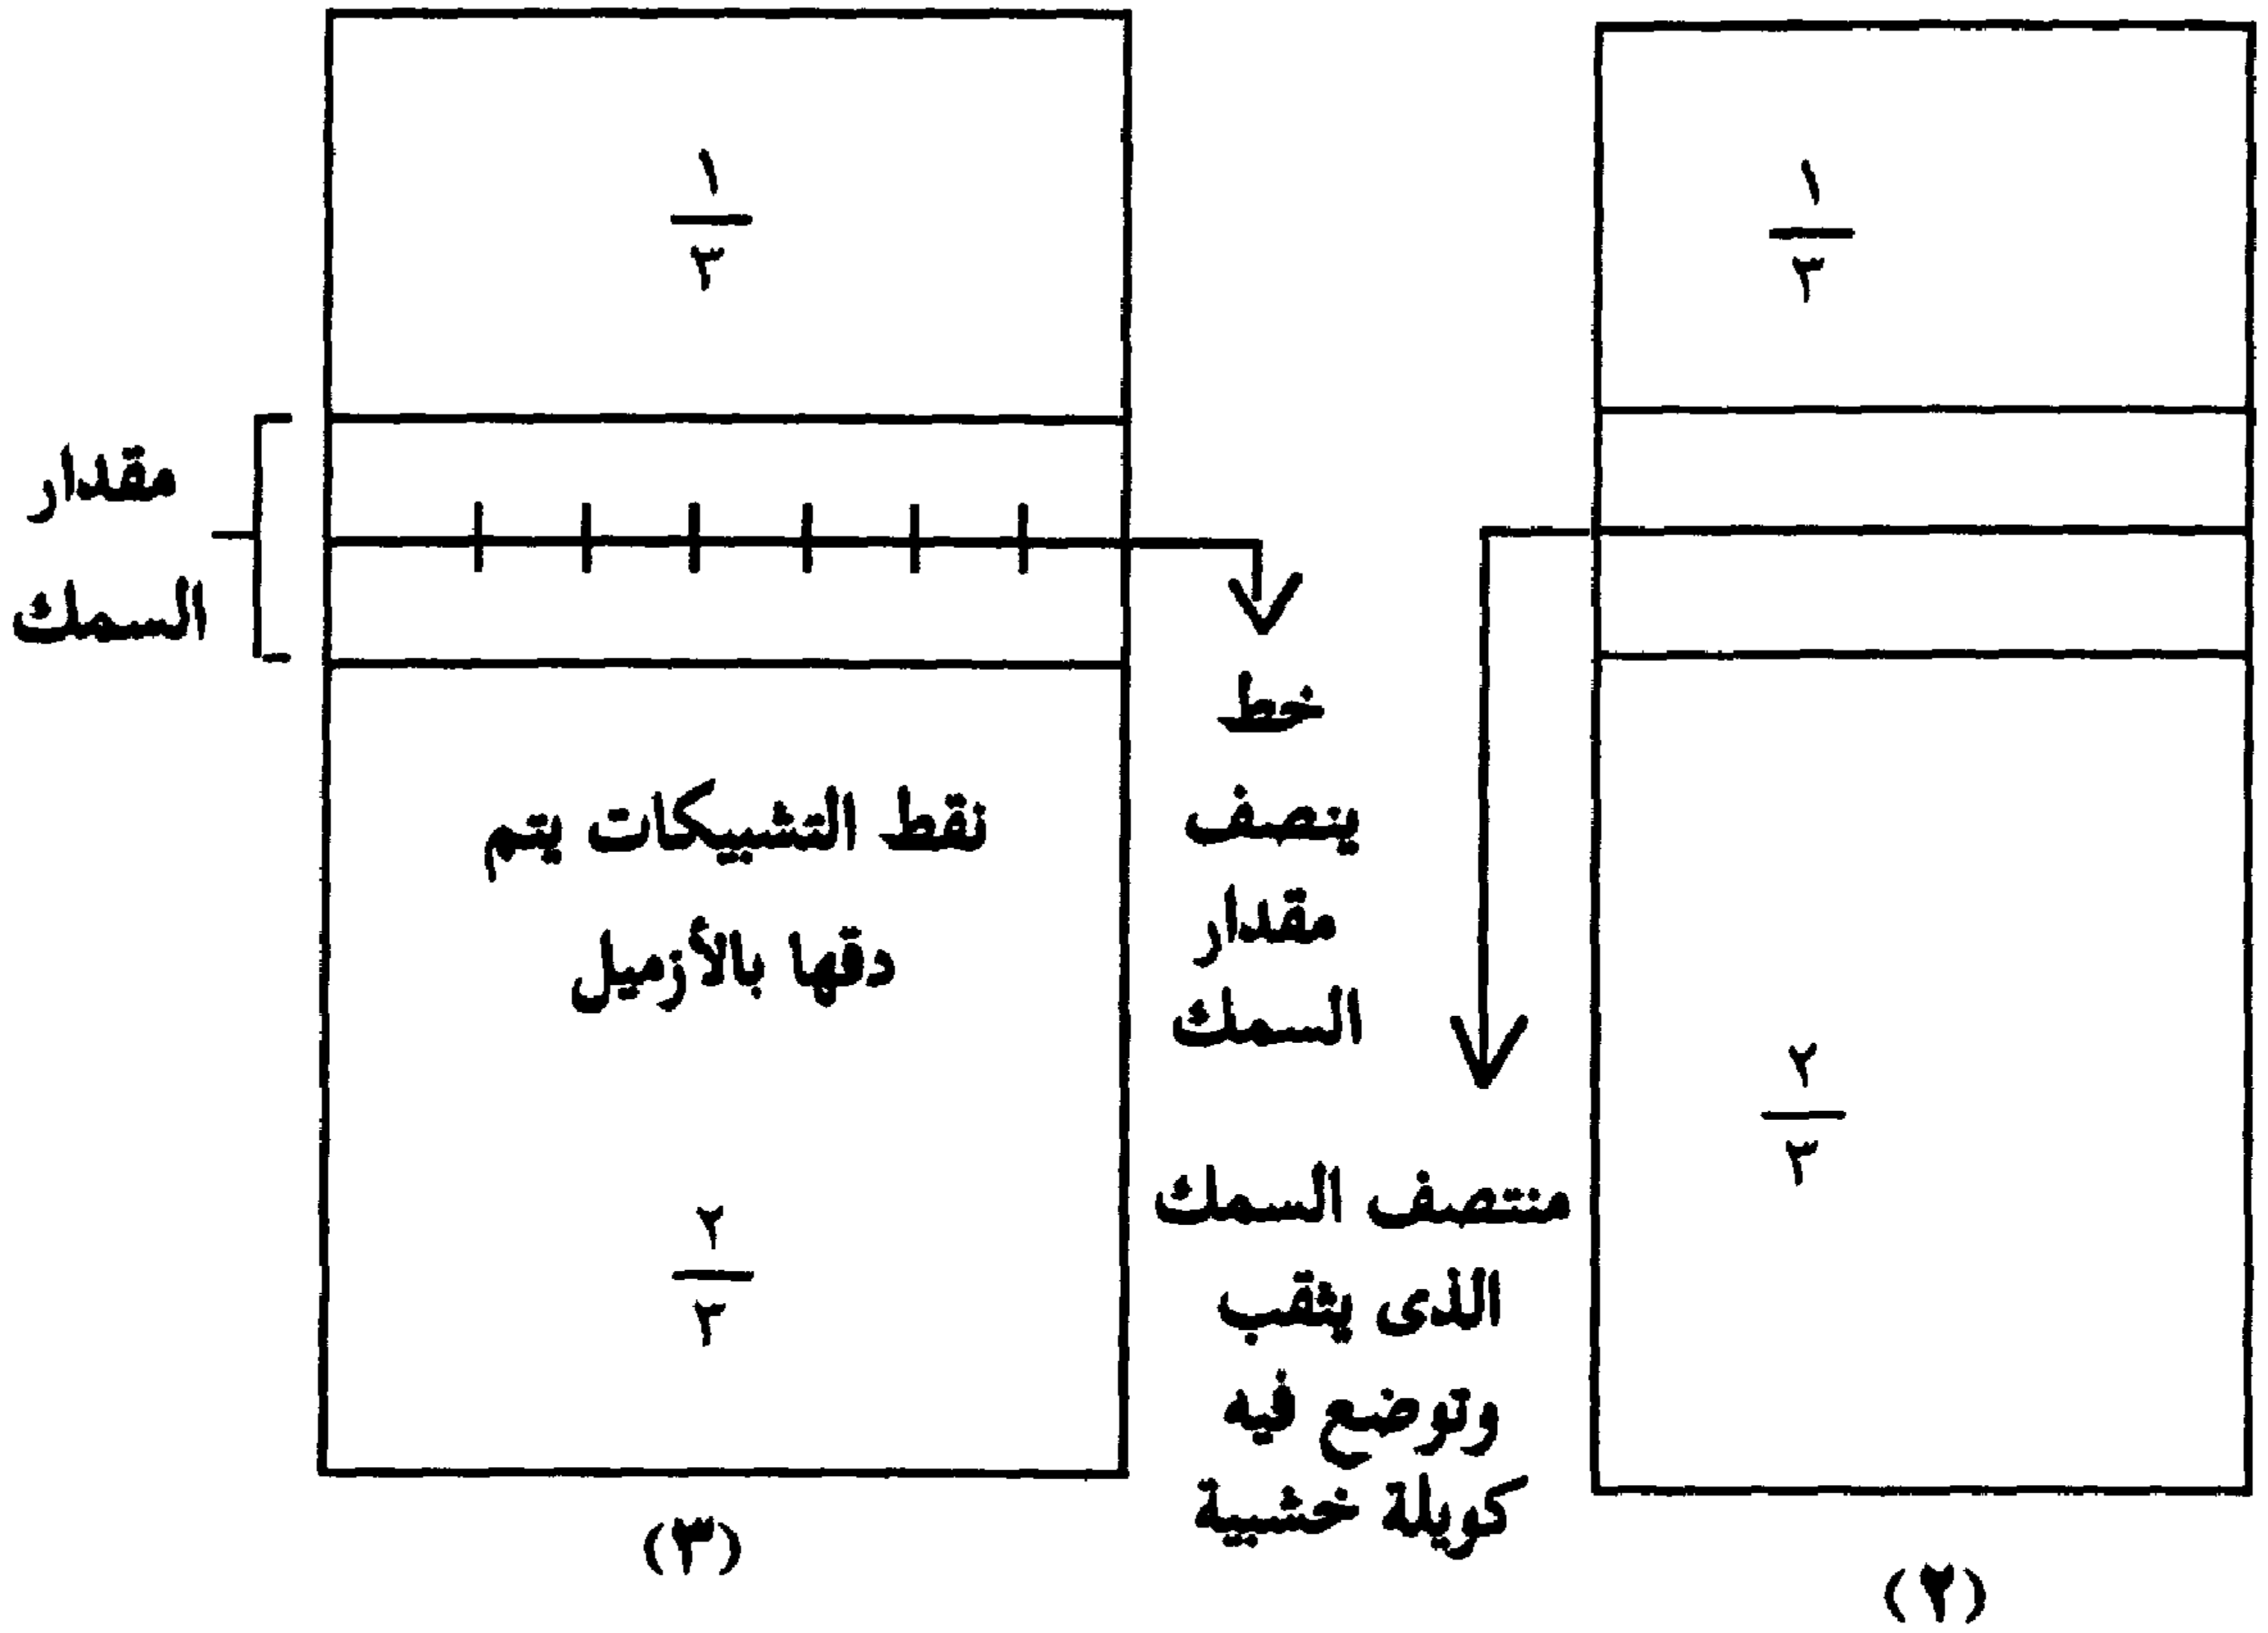 ١
٣
٢
٣
(٢)
منتصف السمك
الذى يثقب
وتوضع فيه
كويلة خشبية
خط
ينصف
مقدار
السمك
١
٣
مقدار
السمك
نقط التشبيكات يتم
دقها بالأزميل
٢
٣
(٣)